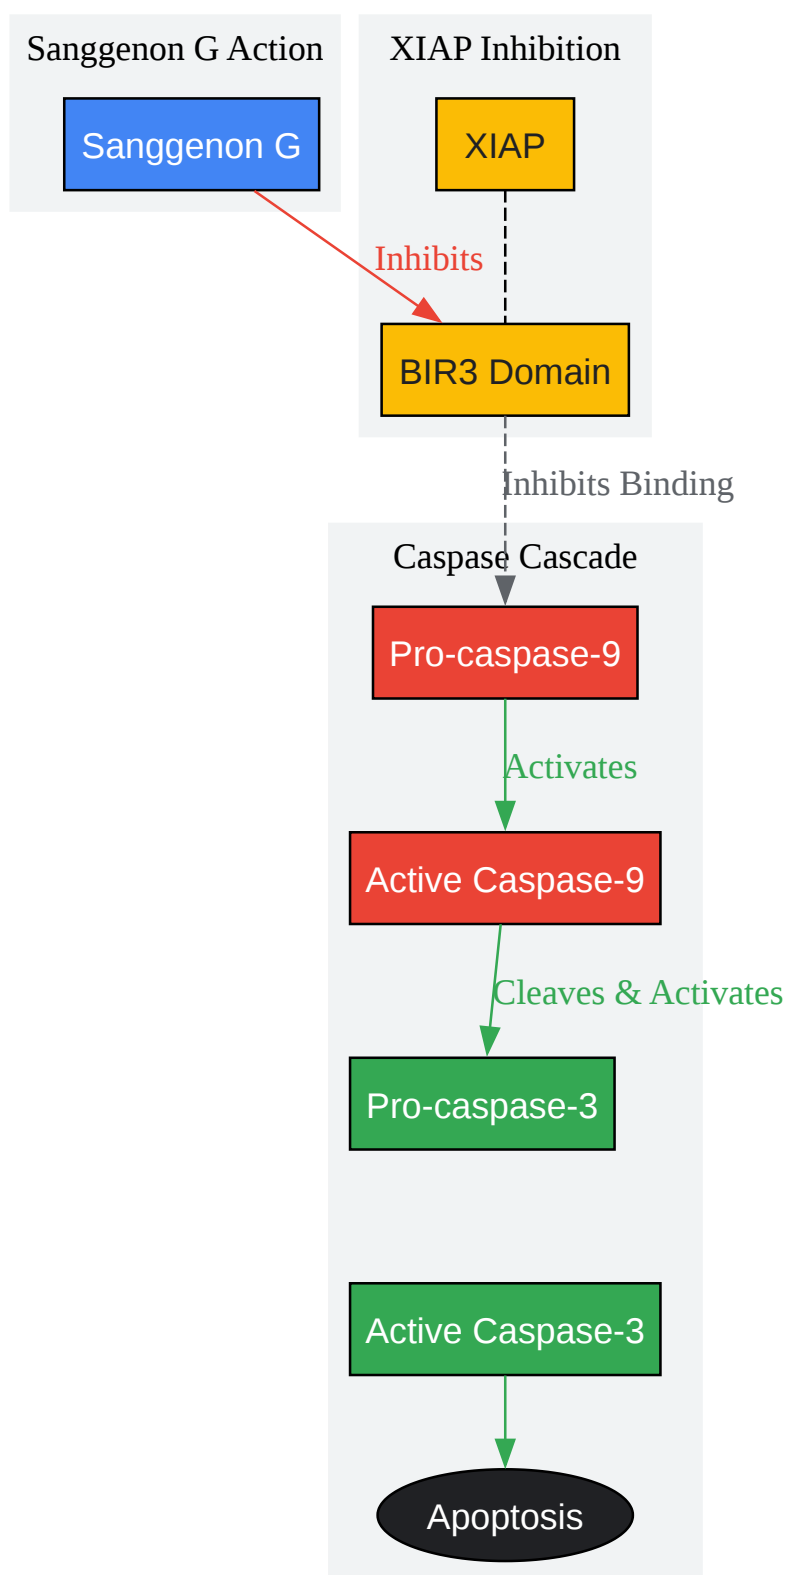 Sanggenon G Action
XIAP Inhibition
Sanggenon G
XIAP
Inhibits
BIR3 Domain
Inhibits Binding
Caspase Cascade
Pro-caspase-9
Activates
Active Caspase-9
Cleaves & Activates
Pro-caspase-3
Active Caspase-3
Apoptosis